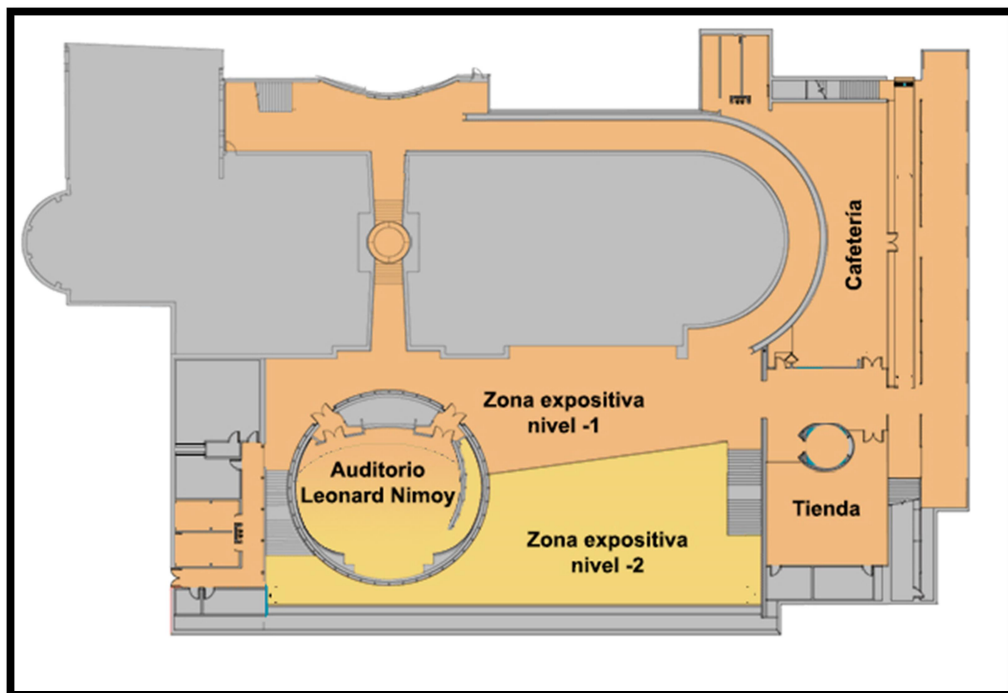 Cafetería
Zona expositiva
nivel -1
Auditorio
Leonard Nimoy
Tienda
Zona expositiva
nivel -2